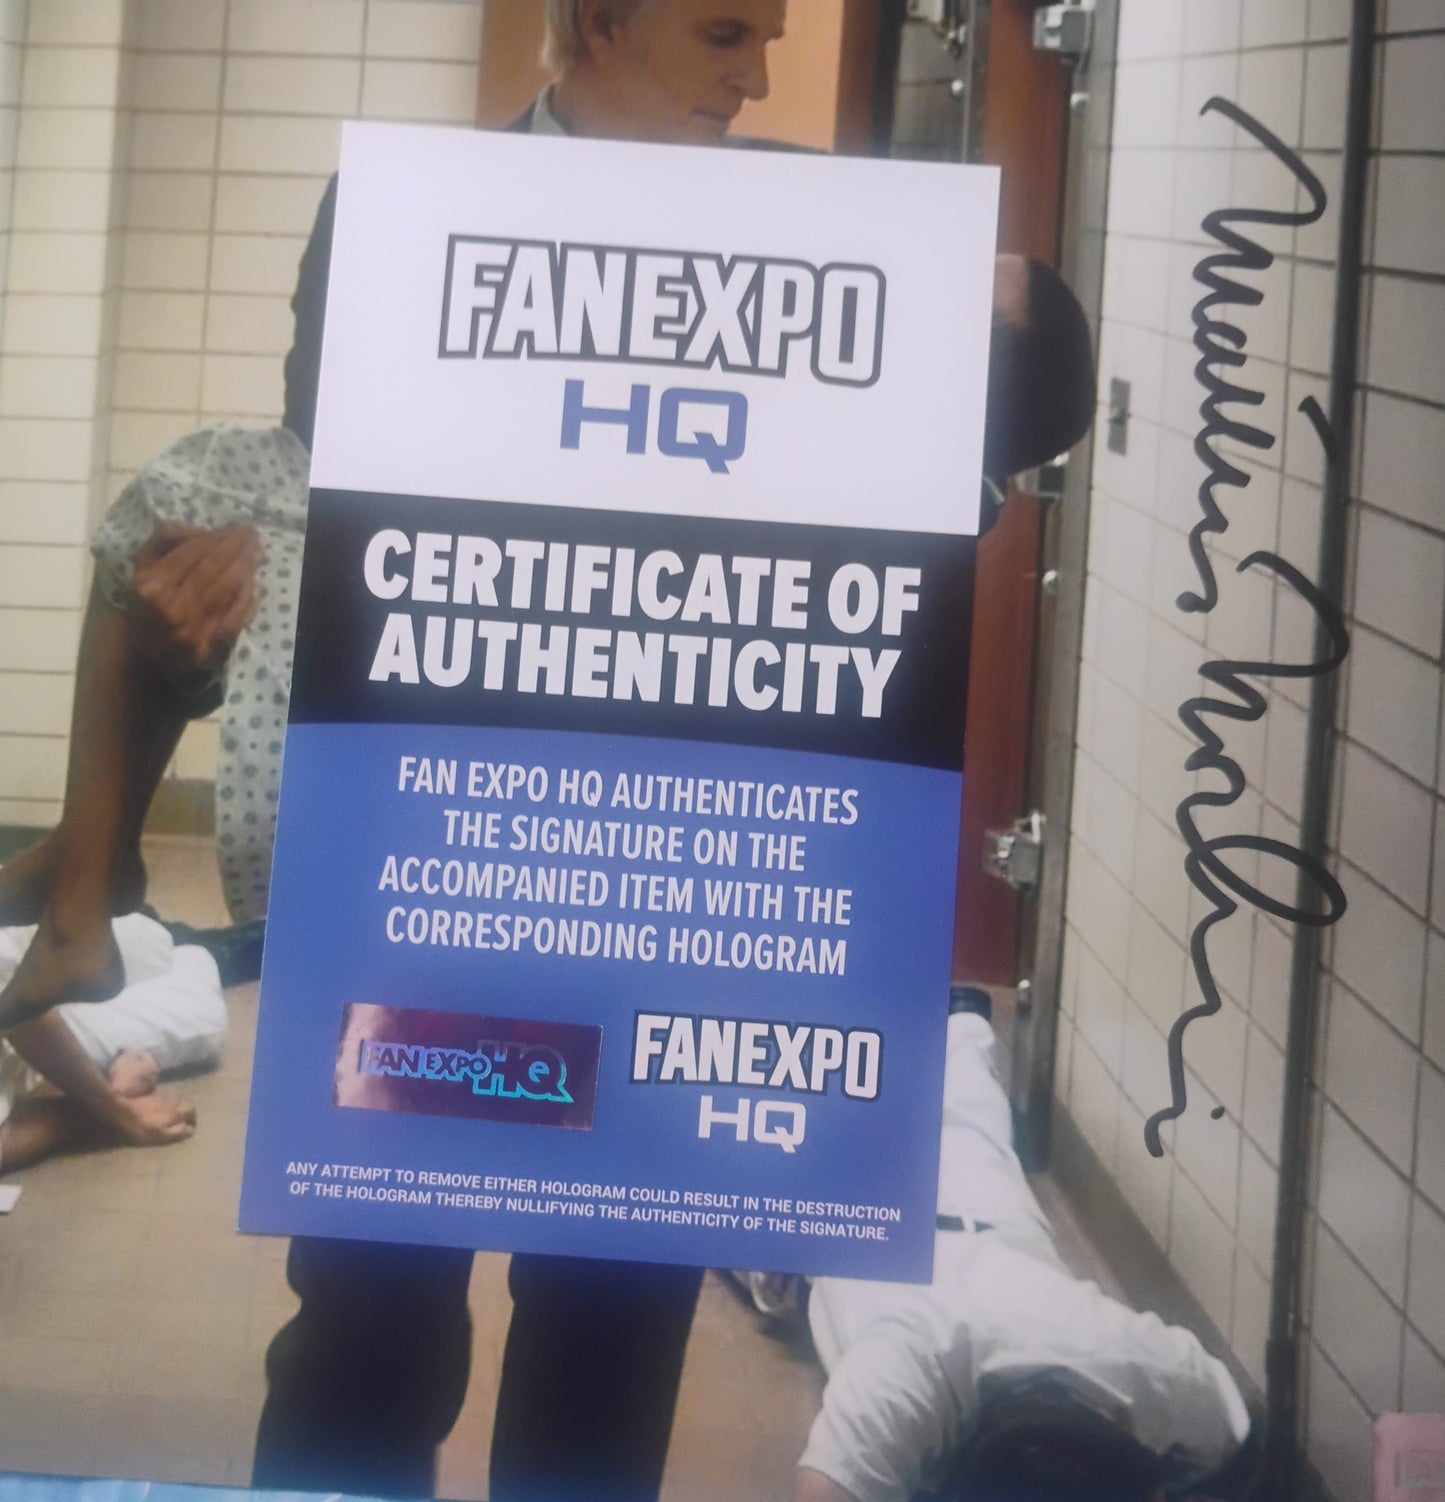 FANEXPO
HQ
CERTIFICATE OF
AUTHENTICITY
FAN EXPO HQ AUTHENTICATES
THE SIGNATURE ON THE
ACCOMPANIED ITEM WITH THE
CORRESPONDING HOLOGRAM
FAN EXPO HQ
FANEXPO
HQ
ANY ATTEMPT TO REMOVE EITHER HOLOGRAM COULD RESULT IN THE DESTRUCTION
OF THE HOLOGRAM THEREBY NULLIFYING THE AUTHENTICITY OF THE SIGNATURE.